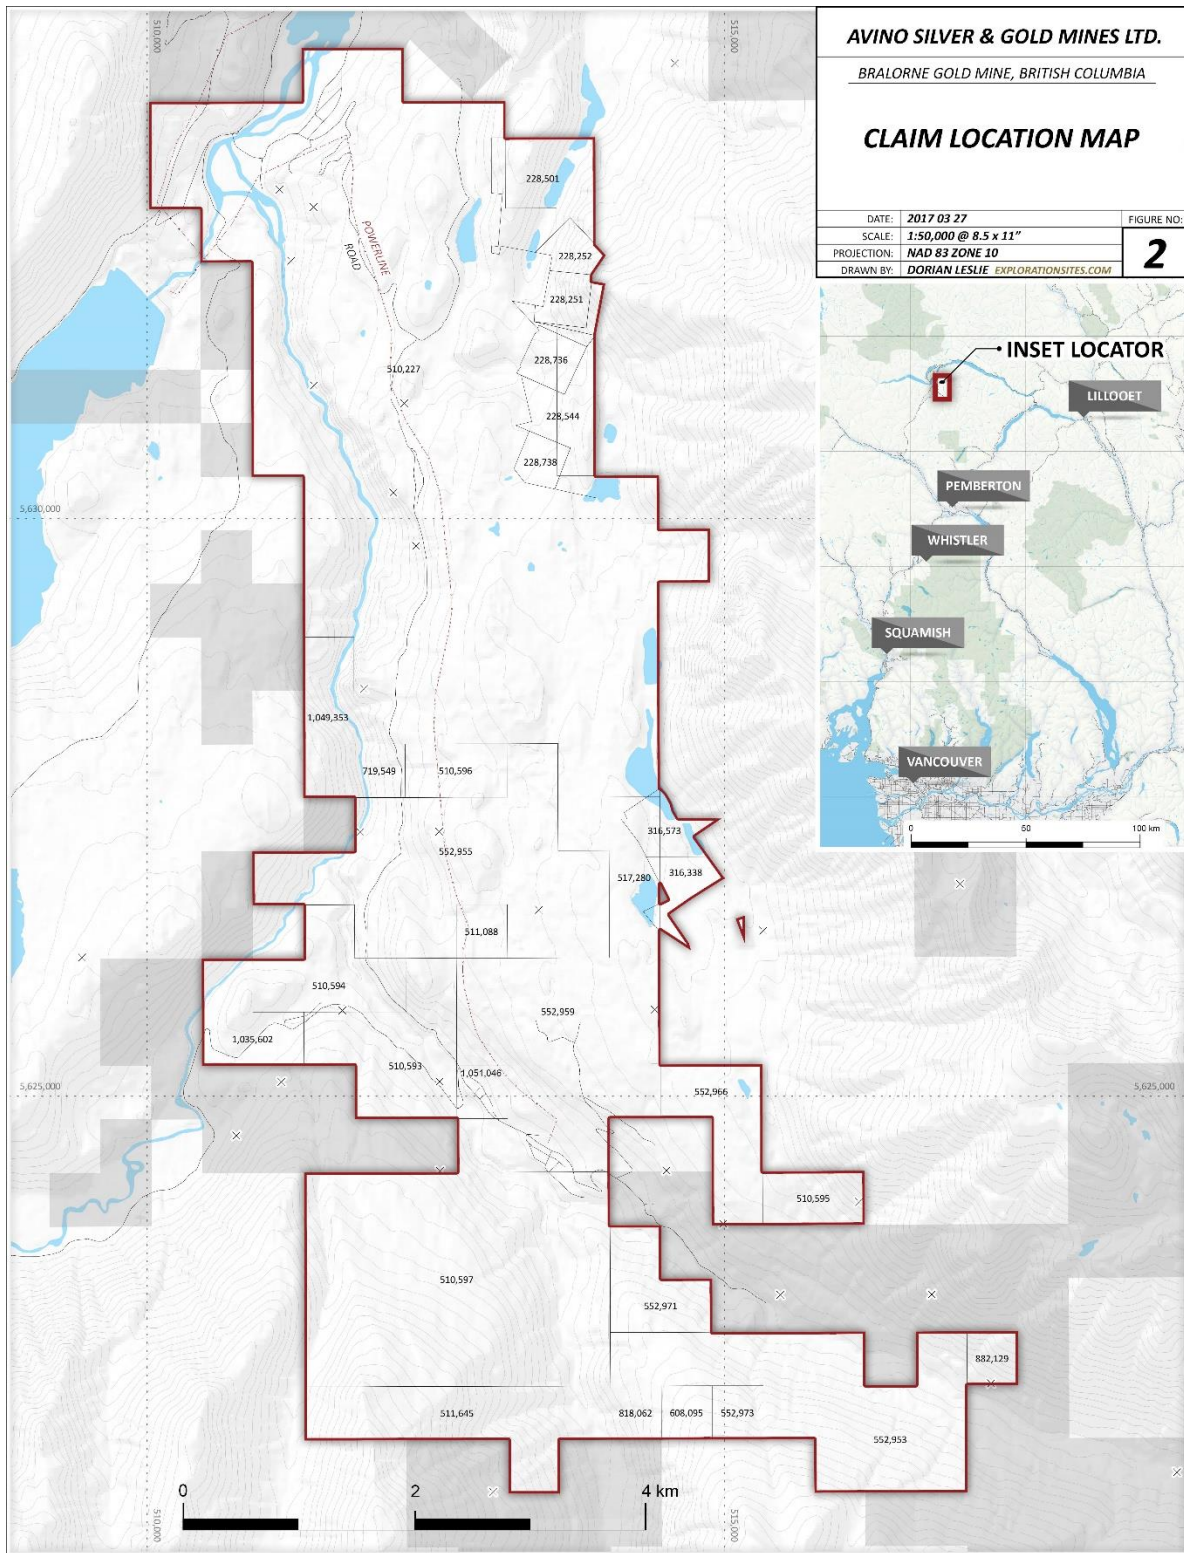 510,000
515,000
AVINO SILVER & GOLD MINES LTD.
BRALORNE GOLD MINE, BRITISH COLUMBIA
CLAIM LOCATION MAP
DATE: 2017 03 27
FIGURE NO:
SCALE: 1:50,000 @ 8.5 x 11"
2
PROJECTION: NAD 83 ZONE 10
DRAWN BY: DORIAN LESLIE EXPLORATIONSITES.COM
INSET LOCATOR
LILLOOET
PEMBERTON
WHISTLER
SQUAMISH
VANCOUVER
0 50 100 km
228,501
POWERLINE
ROAD
228,252
228,251
228,736
510,227
228,544
228,738
5,630,000
1,049,353
719,549
510,596
316,573
552,955
517,280
316,338
511,088
510,594
552,959
1,035,602
510,593
1,051,046
5,625,000
5,625,000
552,966
510,595
510,597
552,971
882,129
511,645
818,062
608,095
552,973
552,953
0 2 4 km
510,000
515,000